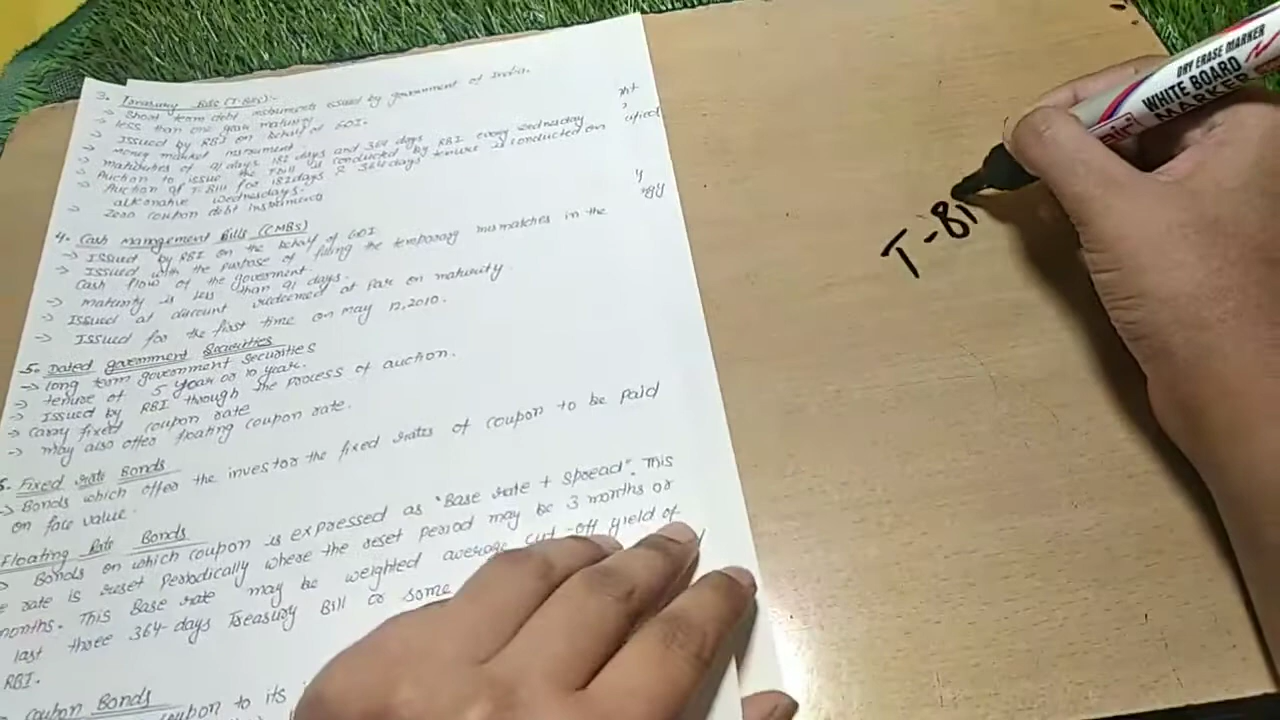 3. Treasury Bills (T-Bills):-
→ Short term debt instruments issued by government of India.
→ less than one year maturity
→ Issued by RBI on behalf of GOI.
→ money market instrument
→ maturities of 91 days 182 days and 364 days
→ Auction to issue the TBill is conducted by RBI every wednesday
→ Auction of T-Bill for 182 days & 364 days tenure is conducted on
alternative wednesdays.
→ Zero coupon debt instruments
4. Cash Management Bills (CMBs)
→ Issued by RBI on the behalf of GOI
→ Issued with the purpose of filling the temporary mismatches in the
cash flow of the goverment.
→ maturity is less than 91 days.
→ Issued at discount redeemed at Par on maturity.
→ Issued for the first time on may 12, 2010.
5. Dated government Securities
→ long term government securities
→ tenure of 5 year or 10 year.
→ Issued by RBI through the process of auction.
→ Carry fixed coupon rate
→ may also offer floating coupon rate.
6. Fixed rate Bonds
→ Bonds which offer the investor the fixed rates of coupon to be paid
on face value.
Floating Rate Bonds
Bonds on which coupon is expressed as "Base rate + spread". This
rate is reset Periodically where the reset period may be 3 months or
months. This Base rate may be weighted average cut-off yield of
last three 364-days Treasury Bill or some
RBI.
Coupon Bonds
coupon to its
T-Bi
DRY ERASE MARKER
WHITE BOARD
MARKER